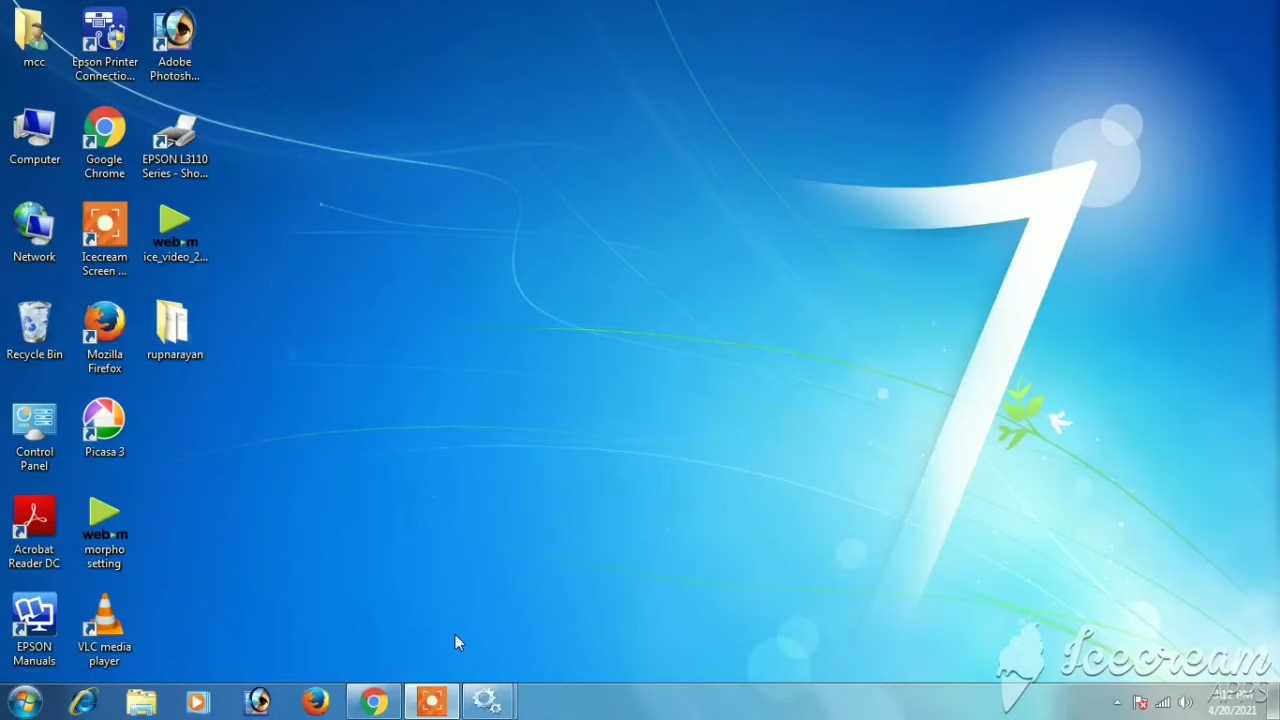 mcc
Epson Printer
Connectio...
Adobe
Photosh...
Computer
Google
Chrome
EPSON L3110
Series - Sho...
Network
Icecream
Screen ...
webm
ice_video_2...
Recycle Bin
Mozilla
Firefox
rupnarayan
Control
Panel
Picasa 3
Acrobat
Reader DC
webm
morpho
setting
EPSON
Manuals
VLC media
player
7
Icecream
APPS
4/20/2021